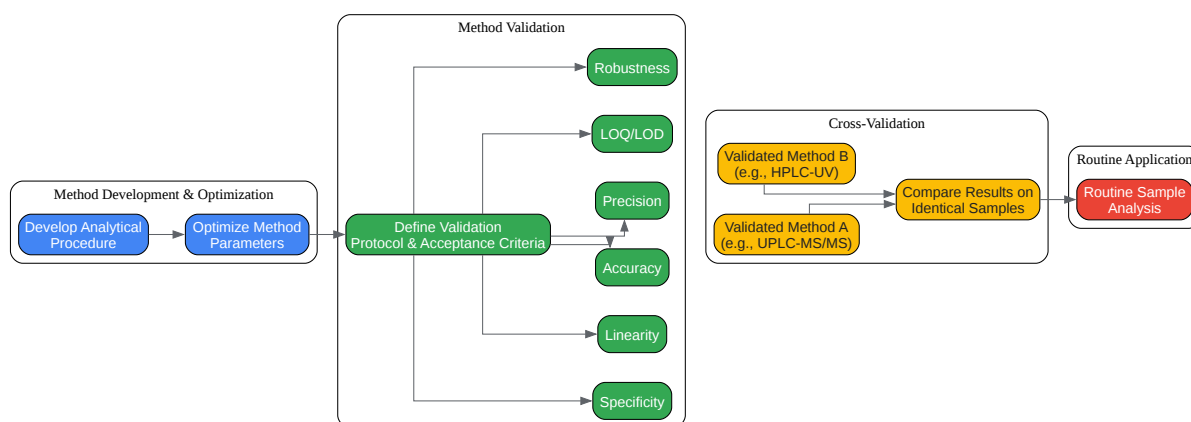 Method Development & Optimization
Develop Analytical
Procedure
Optimize Method
Parameters
Method Validation
Define Validation
Protocol & Acceptance Criteria
Robustness
LOQ/LOD
Precision
Accuracy
Linearity
Specificity
Cross-Validation
Validated Method B
(e.g., HPLC-UV)
Validated Method A
(e.g., UPLC-MS/MS)
Compare Results on
Identical Samples
Routine Application
Routine Sample
Analysis